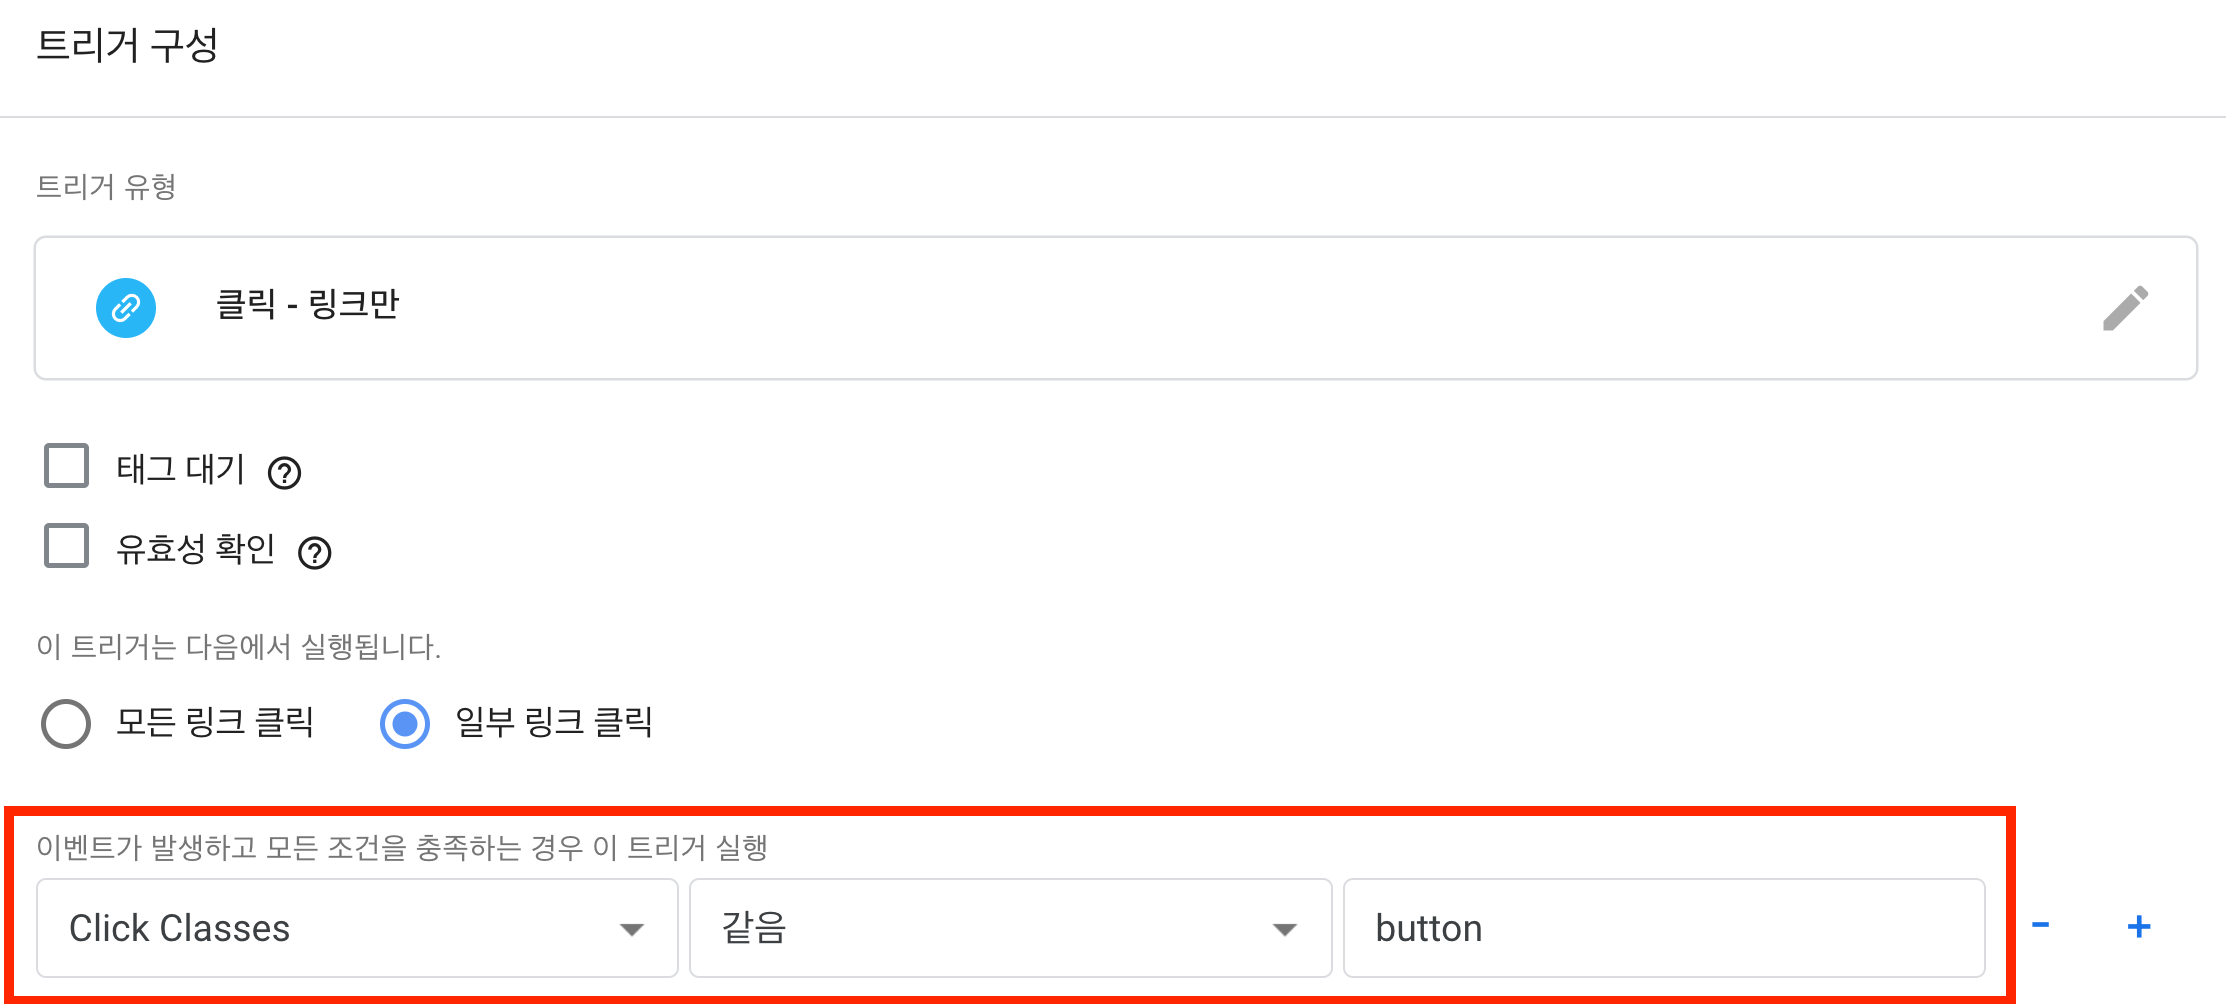 트리거 구성
트리거 유형
클릭 - 링크만
태그 대기 ?
유효성 확인 ?
이 트리거는 다음에서 실행됩니다.
모든 링크 클릭 일부 링크 클릭
이벤트가 발생하고 모든 조건을 충족하는 경우 이 트리거 실행
Click Classes 같음 button - +